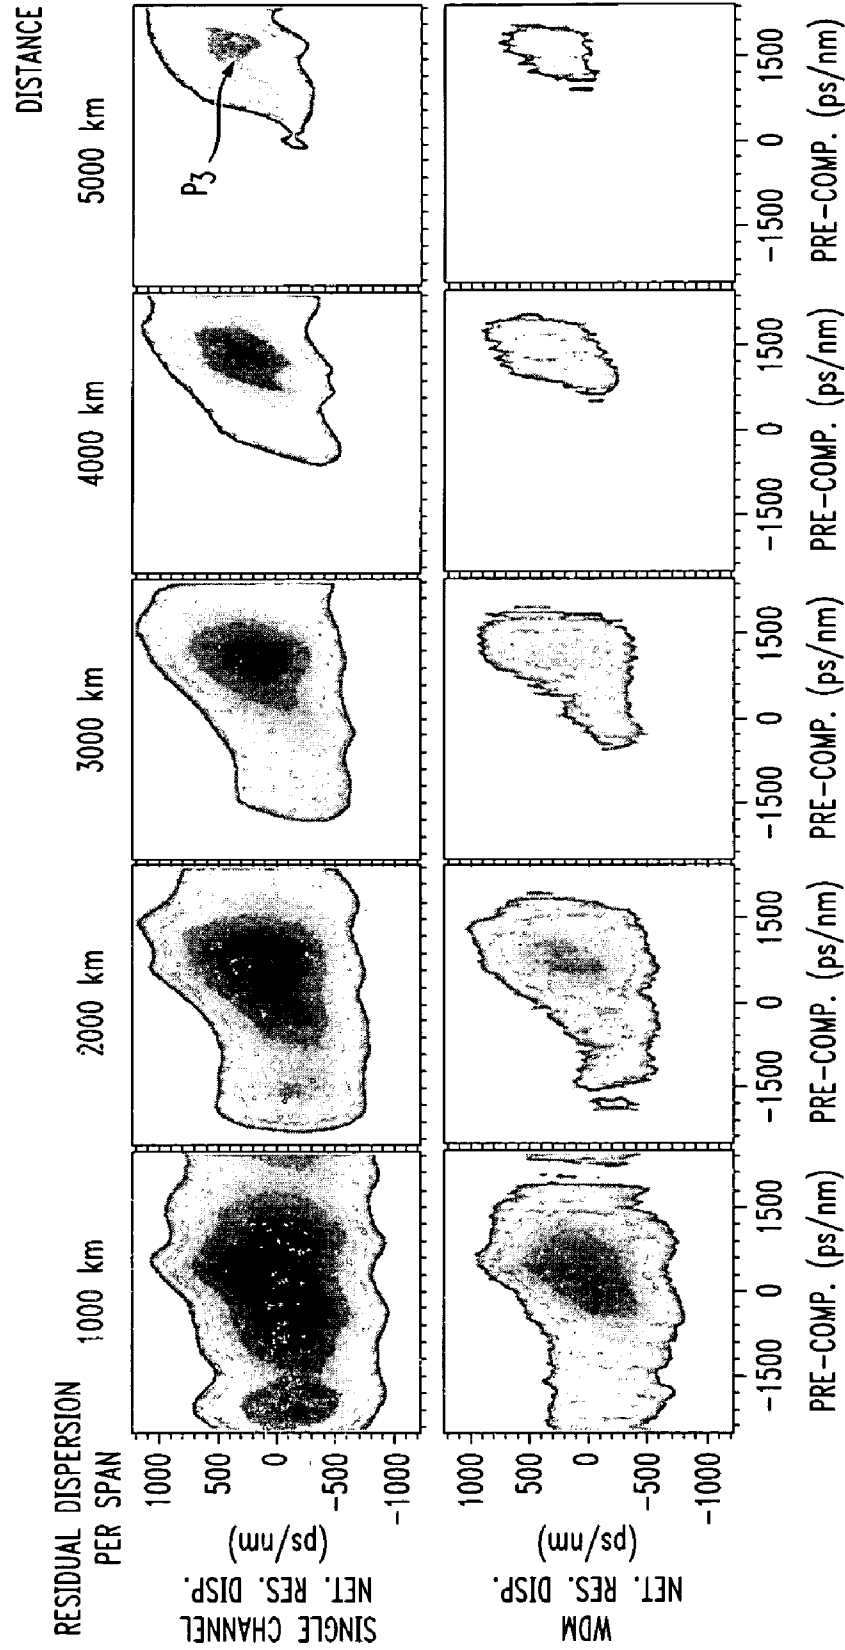 RESIDUAL DISPERSION
PER SPAN
DISTANCE
1000 km
2000 km
3000 km
4000 km
5000 km
SINGLE CHANNEL
NET. RES. DISP.
(ps/nm)
1000
500
0
-500
-1000
P3
WDM
NET. RES. DISP.
(ps/nm)
1000
500
0
-500
-1000
-1500 0 1500
-1500 0 1500
-1500 0 1500
-1500 0 1500
-1500 0 1500
PRE-COMP. (ps/nm)
PRE-COMP. (ps/nm)
PRE-COMP. (ps/nm)
PRE-COMP. (ps/nm)
PRE-COMP. (ps/nm)